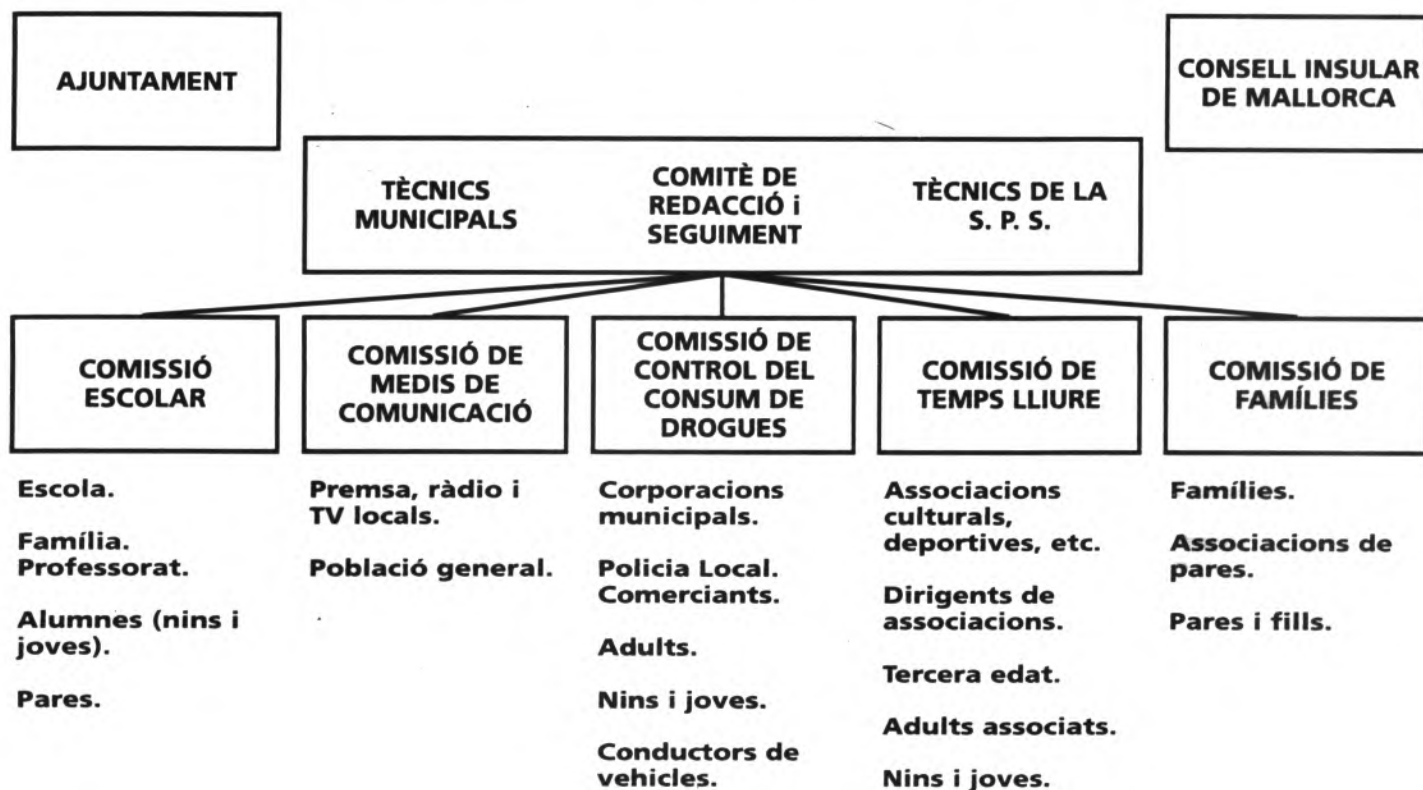 AJUNTAMENT
CONSELL INSULAR
DE MALLORCA
TÈCNICS
MUNICIPALS
COMITÈ DE
REDACCIÓ i
SEGUIMENT
TÈCNICS DE LA
S. P. S.
COMISSIÓ
ESCOLAR
COMISSIÓ DE
MEDIS DE
COMUNICACIÓ
COMISSIÓ DE
CONTROL DEL
CONSUM DE
DROGUES
COMISSIÓ DE
TEMPS LLIURE
COMISSIÓ DE
FAMÍLIES
Escola.
Família.
Professorat.
Alumnes (nins i
joves).
Pares.
Premsa, ràdio i
TV locals.
Població general.
Corporacions
municipals.
Policia Local.
Comerciants.
Adults.
Nins i joves.
Conductors de
vehicles.
Associacions
culturals,
deportives, etc.
Dirigents de
associacions.
Tercera edat.
Adults associats.
Nins i joves.
Famílies.
Associacions de
pares.
Pares i fills.